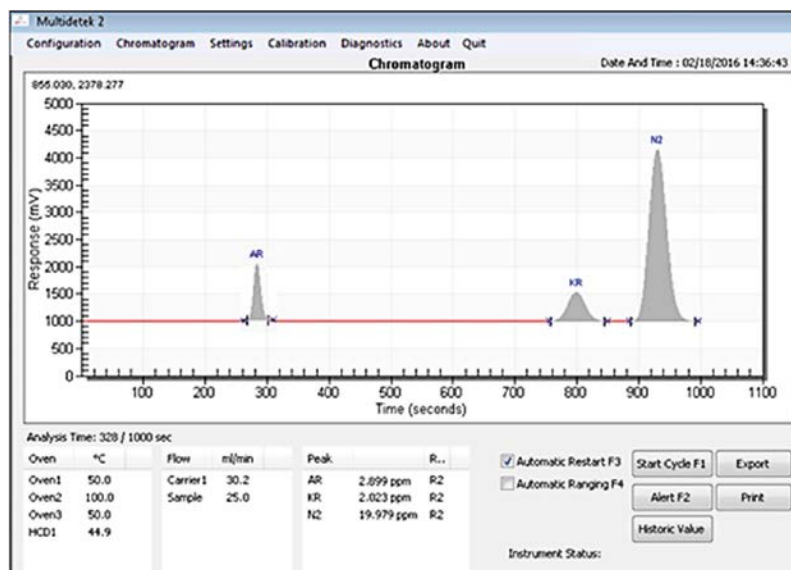 Multidetek 2
Configuration Chromatogram Settings Calibration Diagnostics About Quit
Chromatogram Date And Time : 02/18/2016 14:36:43
855.030, 2378.277
5000
4500
4000
3500
3000
2500
2000
1500
1000
500
0
Response (mV)
AR
KR
N2
100 200 300 400 500 600 700 800 900 1000 1100
Time (seconds)
Analysis Time: 328 / 1000 sec
Oven °C
Oven1 50.0
Oven2 100.0
Oven3 50.0
HCD1 44.9
Flow ml/min
Carrier1 30.2
Sample 25.0
Peak R..
AR 2.899 ppm R2
KR 2.023 ppm R2
N2 19.979 ppm R2
Automatic Restart F3
Automatic Ranging F4
Start Cycle F1 Export
Alert F2 Print
Historic Value
Instrument Status: